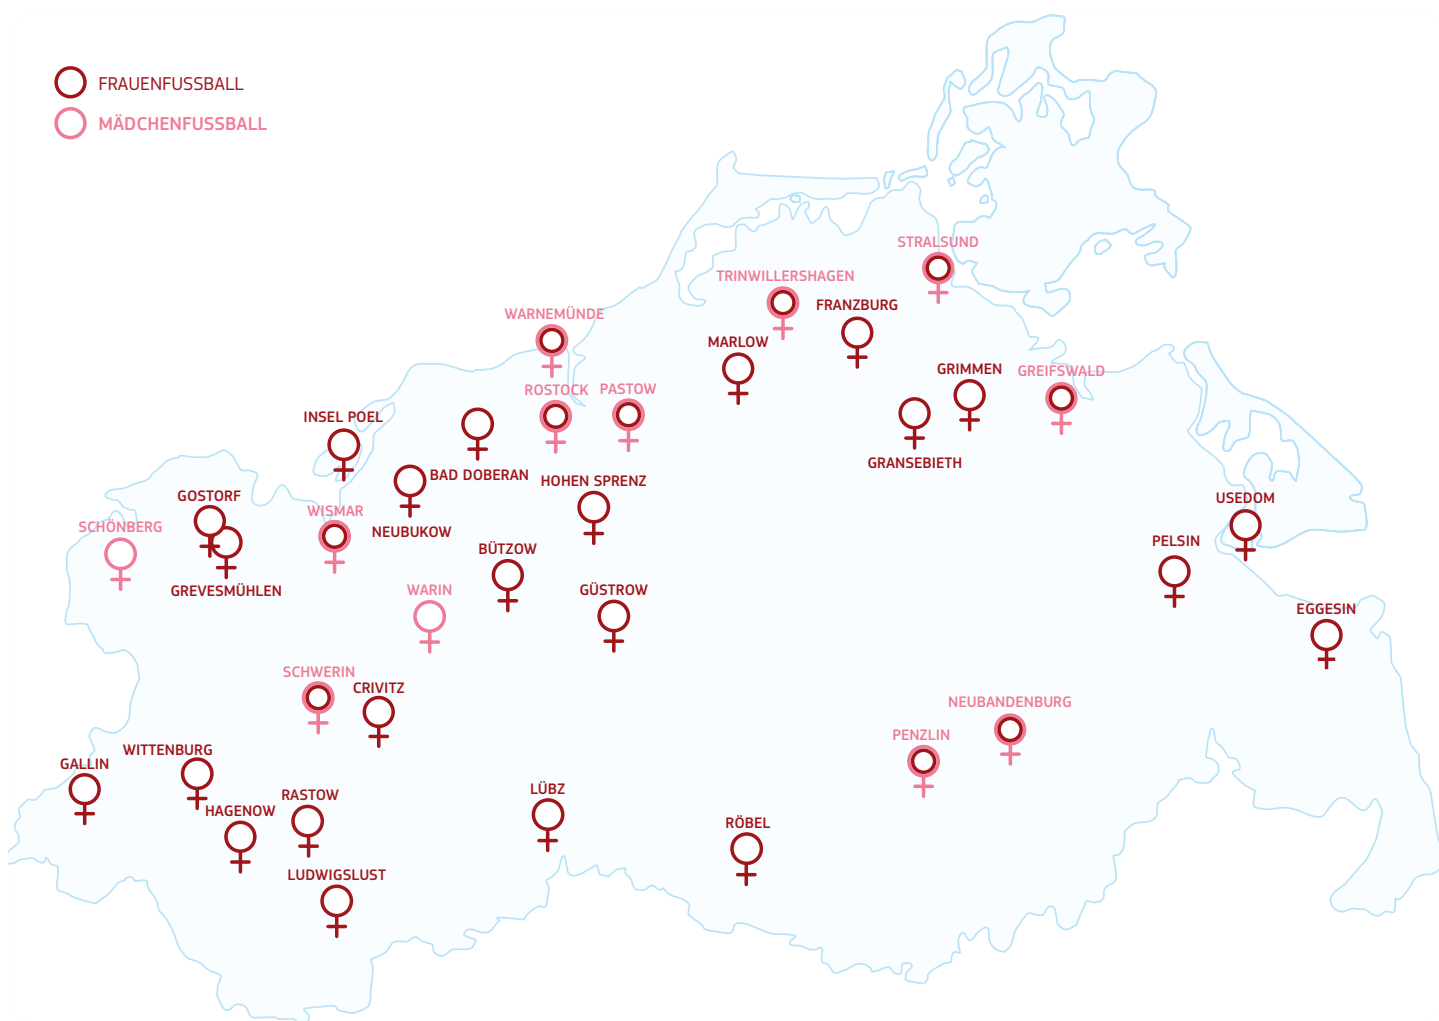 FRAUENFUSSBALL
MÄDCHENFUSSBALL
STRALSUND
TRINWILLERSHAGEN
FRANZBURG
WARNEMÜNDE
MARLOW
GRIMMEN
GREIFSWALD
ROSTOCK
PASTOW
INSEL POEL
GRANSEBIETH
BAD DOBERAN
HOHEN SPRENZ
GOSTORF
USEDOM
WISMAR
SCHÖNBERG
NEUBUKOW
PELSIN
BÜTZOW
GREVESMÜHLEN
WARIN
GÜSTROW
EGGESIN
SCHWERIN
CRIVITZ
NEUBANDENBURG
PENZLIN
WITTENBURG
GALLIN
LÜBZ
RASTOW
HAGENOW
RÖBEL
LUDWIGSLUST